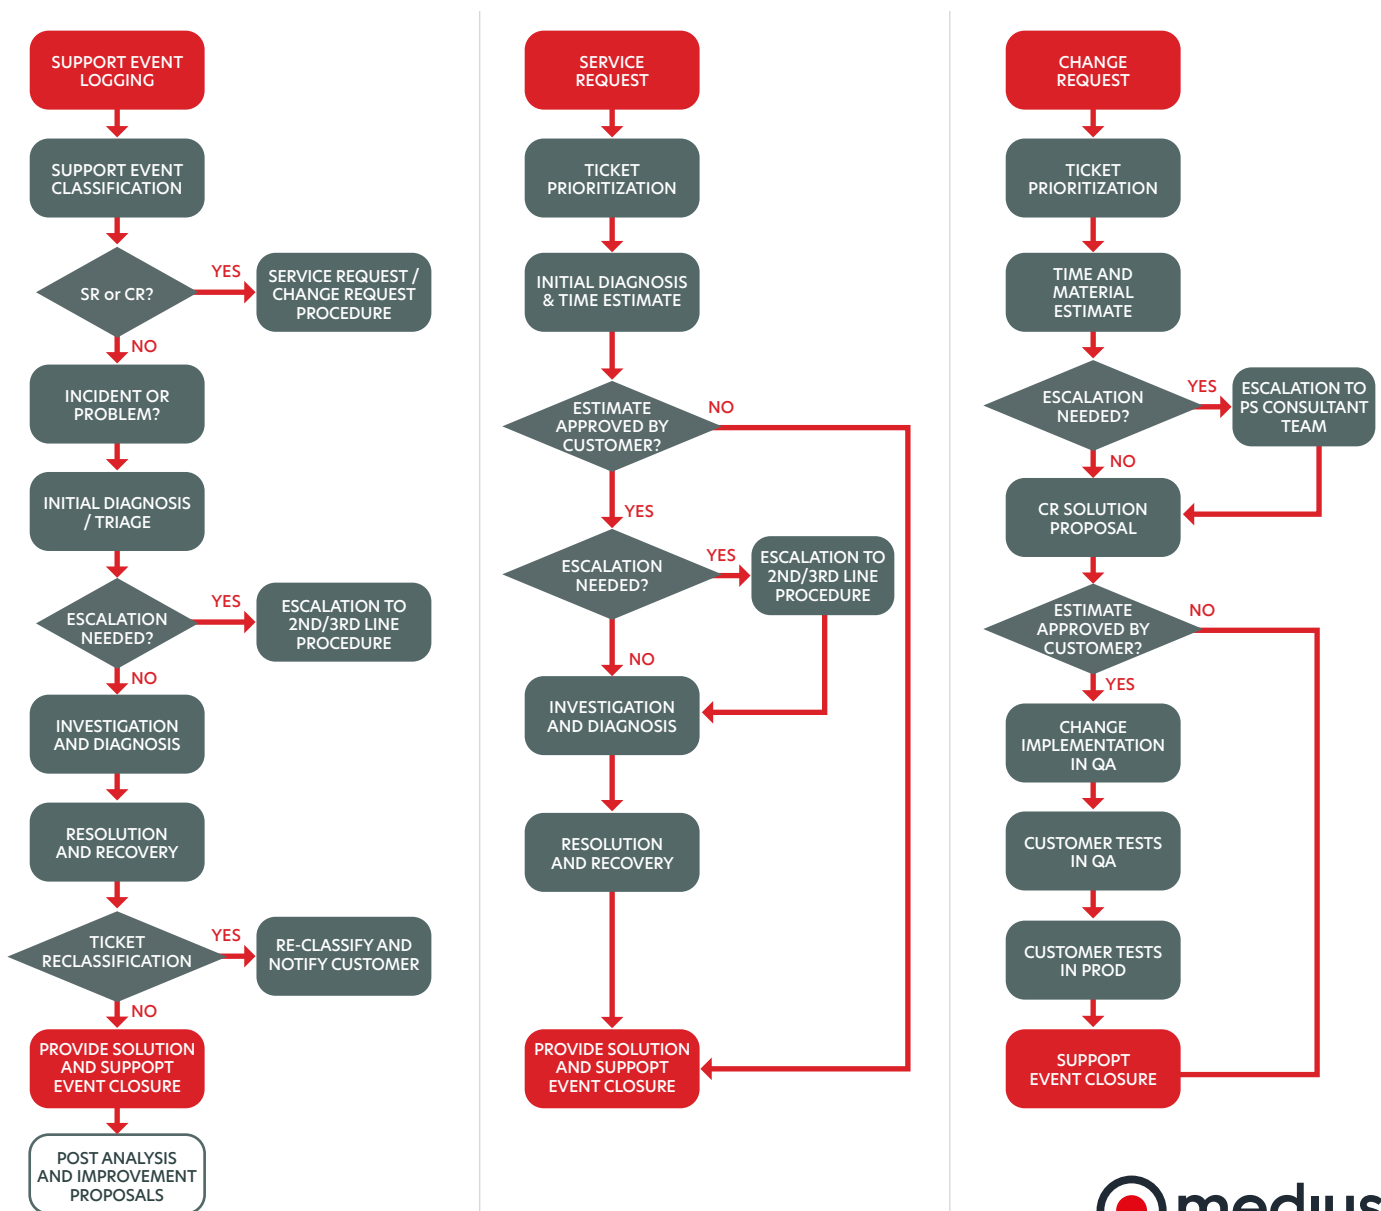 SUPPORT EVENT
LOGGING
SUPPORT EVENT
CLASSIFICATION
SR or CR?
YES
SERVICE REQUEST /
CHANGE REQUEST
PROCEDURE
NO
INCIDENT OR
PROBLEM?
INITIAL DIAGNOSIS
/ TRIAGE
ESCALATION
NEEDED?
YES
ESCALATION TO
2ND/3RD LINE
PROCEDURE
NO
INVESTIGATION
AND DIAGNOSIS
RESOLUTION
AND RECOVERY
TICKET
RECLASSIFICATION
YES
RE-CLASSIFY AND
NOTIFY CUSTOMER
NO
PROVIDE SOLUTION
AND SUPPOPT
EVENT CLOSURE
POST ANALYSIS
AND IMPROVEMENT
PROPOSALS
SERVICE
REQUEST
TICKET
PRIORITIZATION
INITIAL DIAGNOSIS
& TIME ESTIMATE
ESTIMATE
APPROVED BY
CUSTOMER?
NO
YES
ESCALATION
NEEDED?
YES
ESCALATION TO
2ND/3RD LINE
PROCEDURE
NO
INVESTIGATION
AND DIAGNOSIS
RESOLUTION
AND RECOVERY
PROVIDE SOLUTION
AND SUPPOPT
EVENT CLOSURE
CHANGE
REQUEST
TICKET
PRIORITIZATION
TIME AND
MATERIAL
ESTIMATE
ESCALATION
NEEDED?
YES
ESCALATION TO
PS CONSULTANT
TEAM
NO
CR SOLUTION
PROPOSAL
ESTIMATE
APPROVED BY
CUSTOMER?
NO
YES
CHANGE
IMPLEMENTATION
IN QA
CUSTOMER TESTS
IN QA
CUSTOMER TESTS
IN PROD
SUPPOPT
EVENT CLOSURE
medius